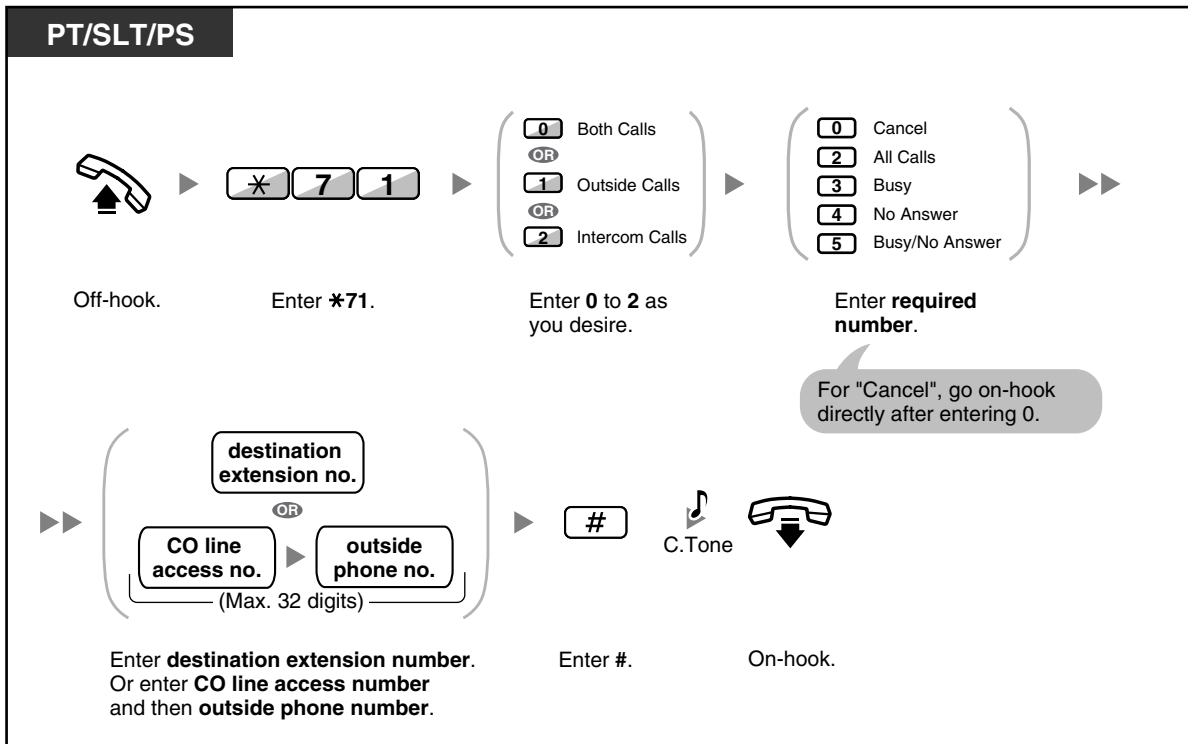 PT/SLT/PS
0 Both Calls
OR
1 Outside Calls
OR
2 Intercom Calls
0 Cancel
2 All Calls
3 Busy
4 No Answer
5 Busy/No Answer
✳ 7 1
Off-hook.
Enter ✳71.
Enter 0 to 2 as
you desire.
Enter required
number.
For "Cancel", go on-hook
directly after entering 0.
destination
extension no.
OR
CO line
access no.
outside
phone no.
(Max. 32 digits)
#
C.Tone
Enter destination extension number.
Or enter CO line access number
and then outside phone number.
Enter #.
On-hook.